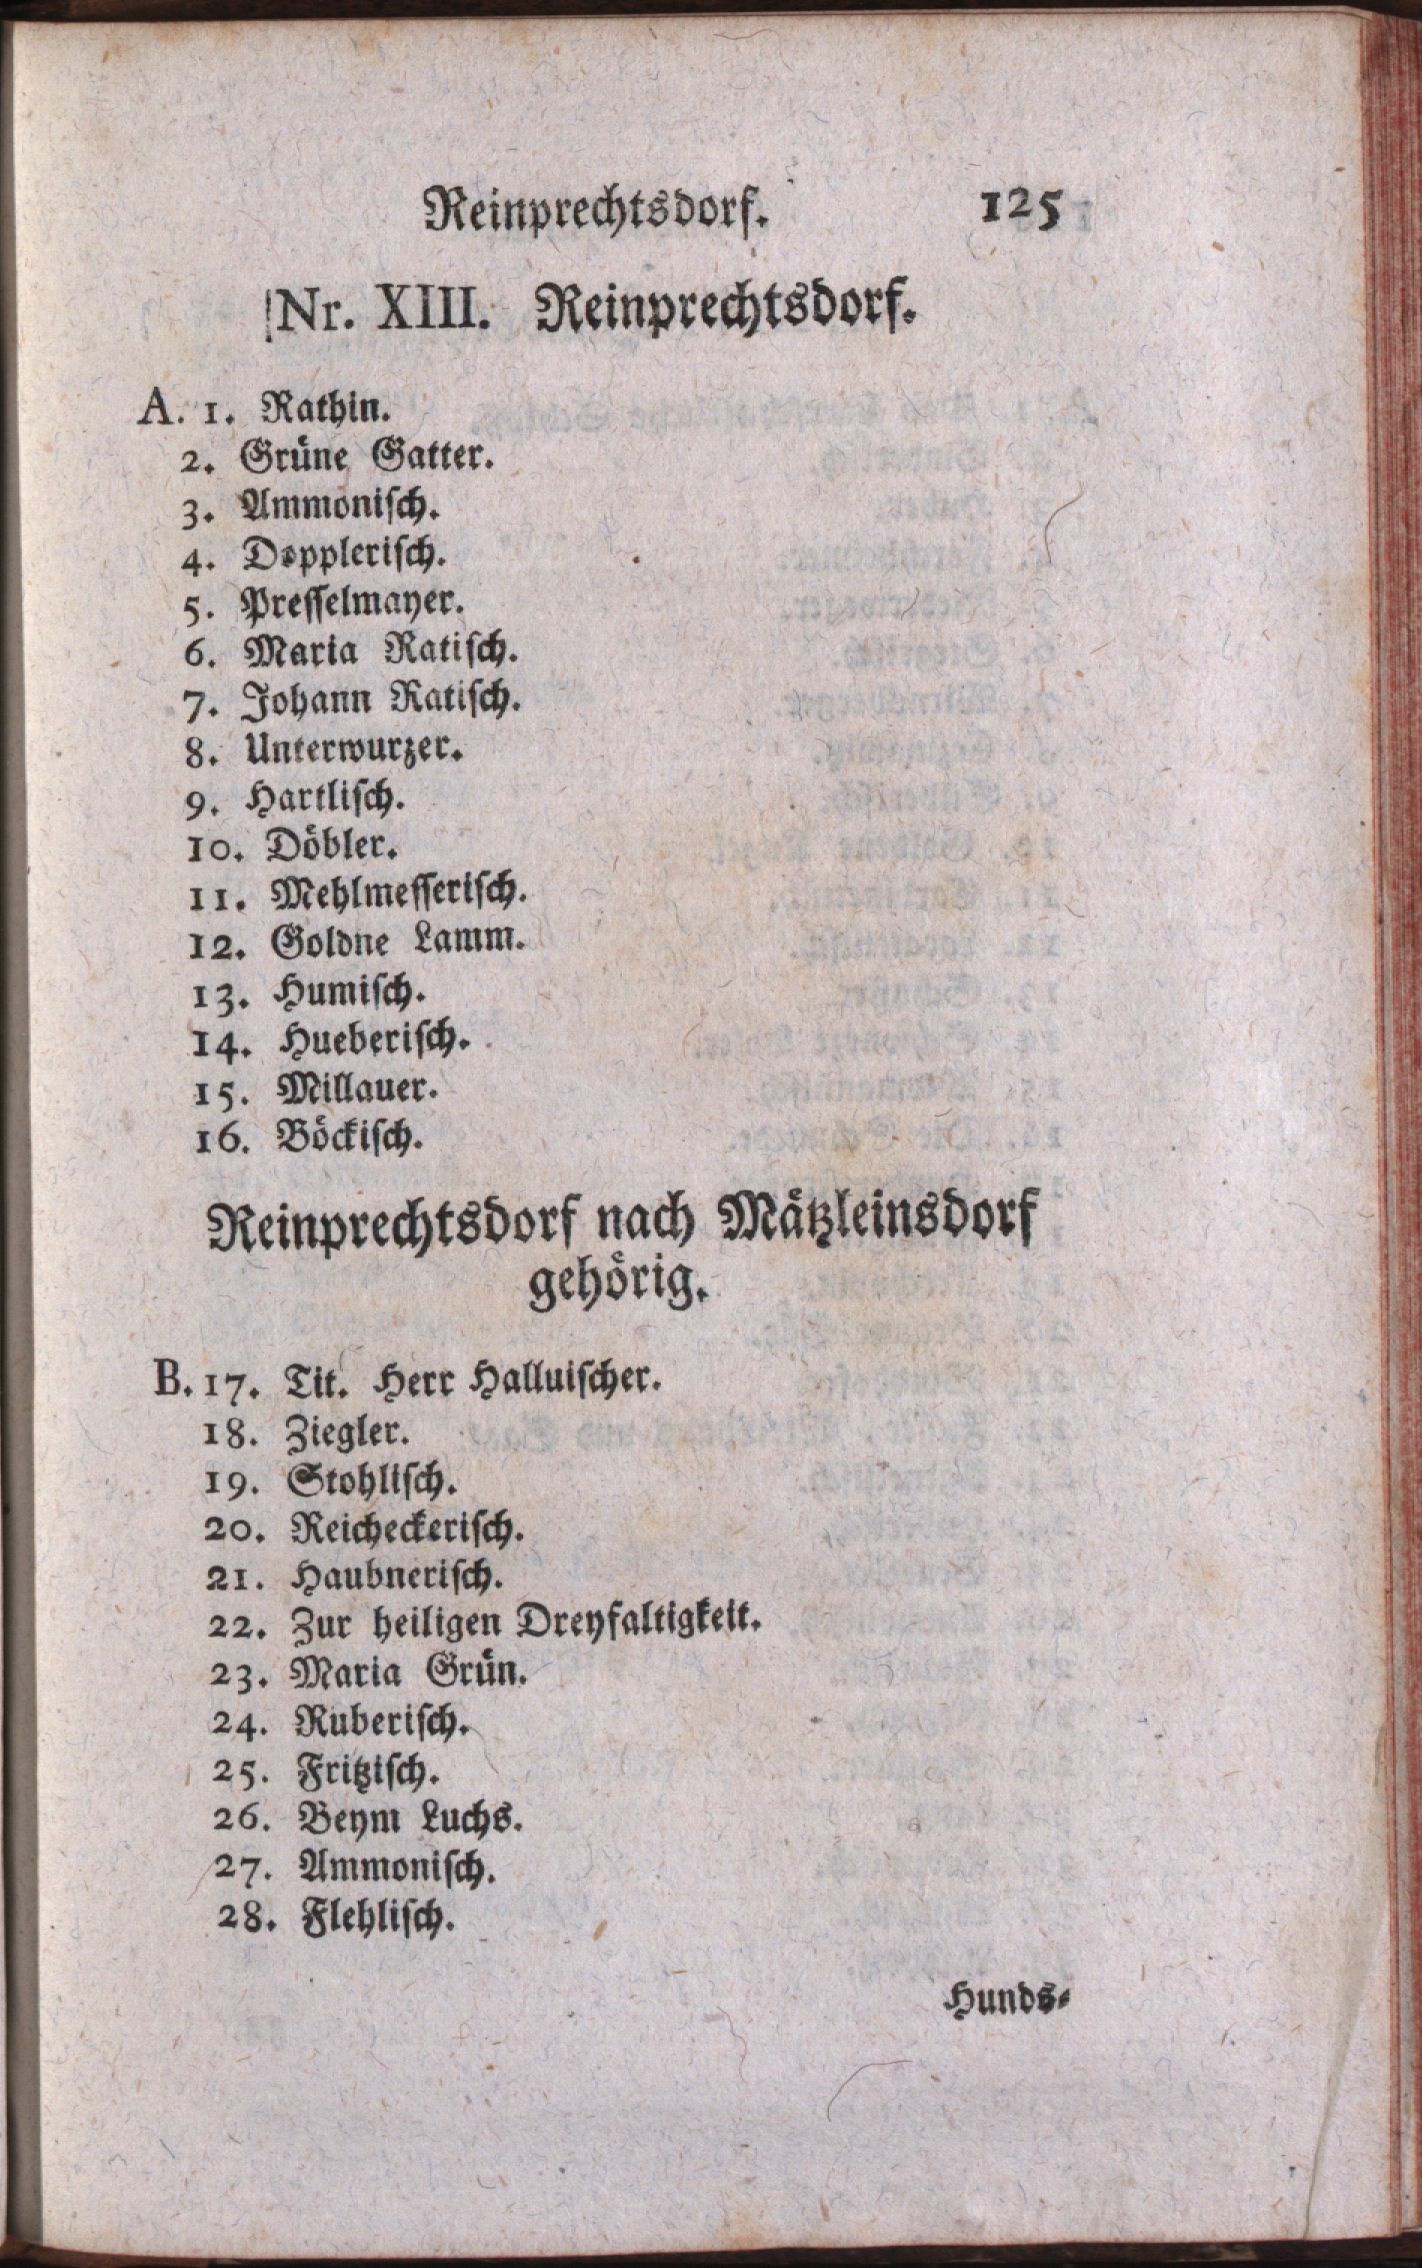 Reinprechtsdorf. 125
Nr. XIII. Reinprechtsdorf.
A. 1. Rathin.
2. Grüne Gatter.
3. Ammoniſch.
4. Doppleriſch.
5. Preſſelmayer.
6. Maria Ratiſch.
7. Johann Ratiſch.
8. Unterwurzer.
9. Hartliſch.
10. Döbler.
11. Mehlmeſſeriſch.
12. Goldne Lamm.
13. Humiſch.
14. Hueberiſch.
15. Millauer.
16. Böckiſch.
Reinprechtsdorf nach Mätzleinsdorf
gehörig.
B. 17. Tit. Herr Halluiſcher.
18. Ziegler.
19. Stohliſch.
20. Reicheckeriſch.
21. Haubneriſch.
22. Zur heiligen Dreyfaltigkeit.
23. Maria Grün.
24. Ruberiſch.
25. Fritziſch.
26. Beym Luchs.
27. Ammoniſch.
28. Flehliſch.
Hunds⸗